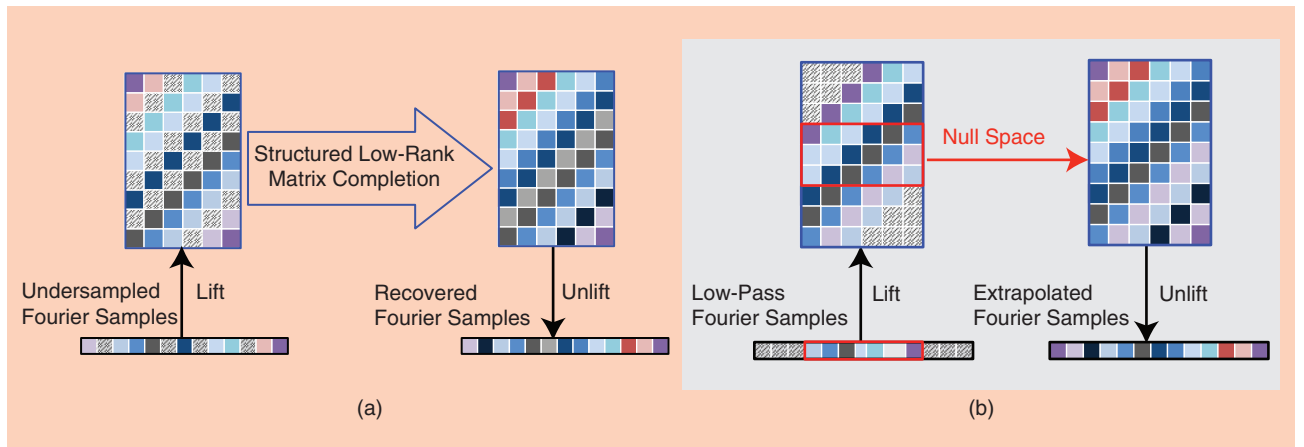 Structured Low-Rank
Matrix Completion
Undersampled
Fourier Samples
Lift
Recovered
Fourier Samples
Unlift
(a)
Null Space
Low-Pass
Fourier Samples
Lift
Extrapolated
Fourier Samples
Unlift
(b)